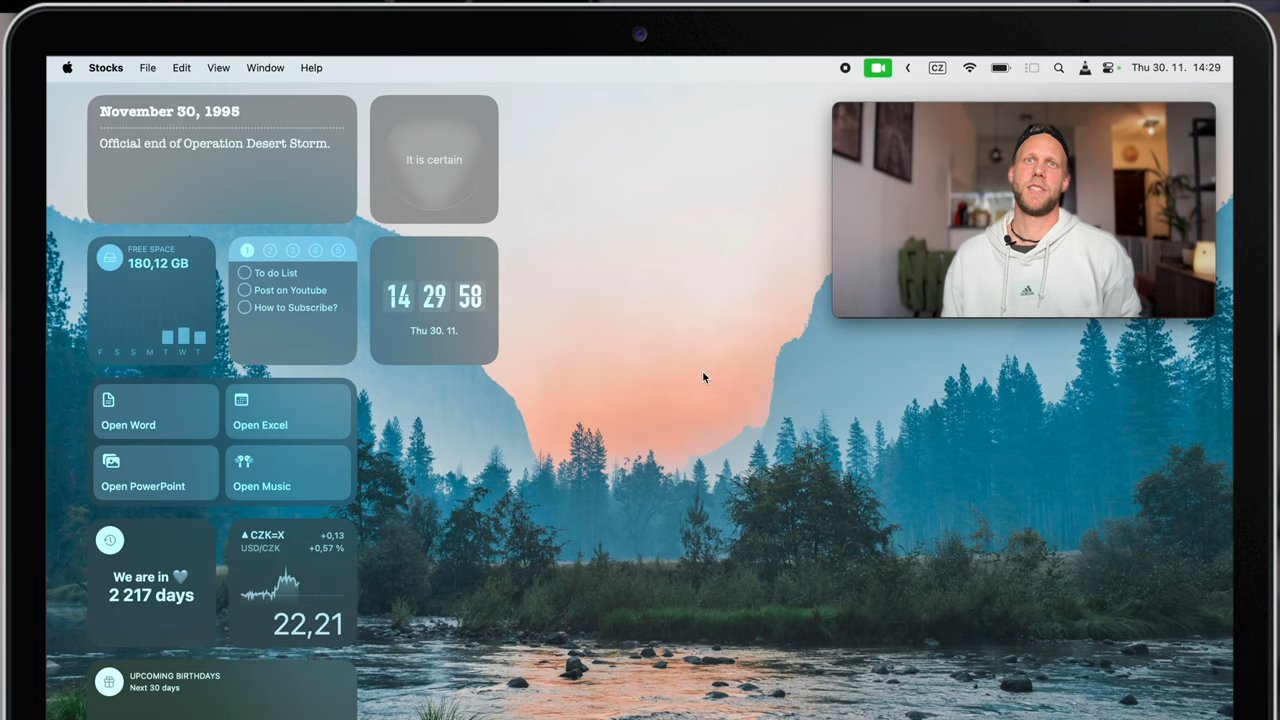 Stocks File Edit View Window Help CZ Thu 30. 11. 14:29
November 30, 1995
Official end of Operation Desert Storm.
It is certain
FREE SPACE
180,12 GB
F S S M T W T
1 2 3 4 5
To do List
Post on Youtube
How to Subscribe?
14 29 58
Thu 30. 11.
Open Word
Open Excel
Open PowerPoint
Open Music
We are in
2 217 days
▲CZK=X +0,13
USD/CZK +0,57 %
22,21
UPCOMING BIRTHDAYS
Next 30 days